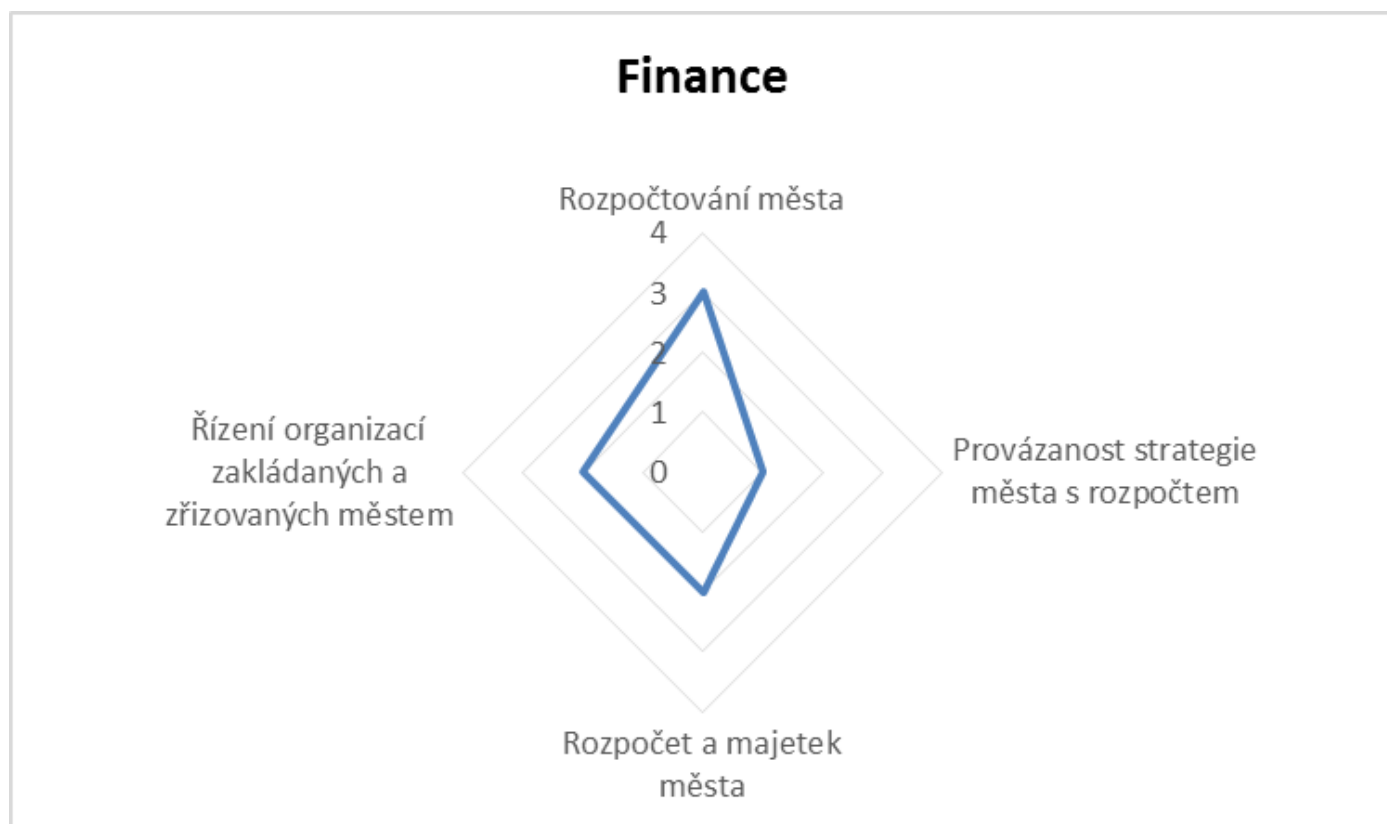 Finance
Rozpočtování města
4
3
2
1
0
Řízení organizací
zakládaných a
zřizovaných městem
Provázanost strategie
města s rozpočtem
Rozpočet a majetek
města